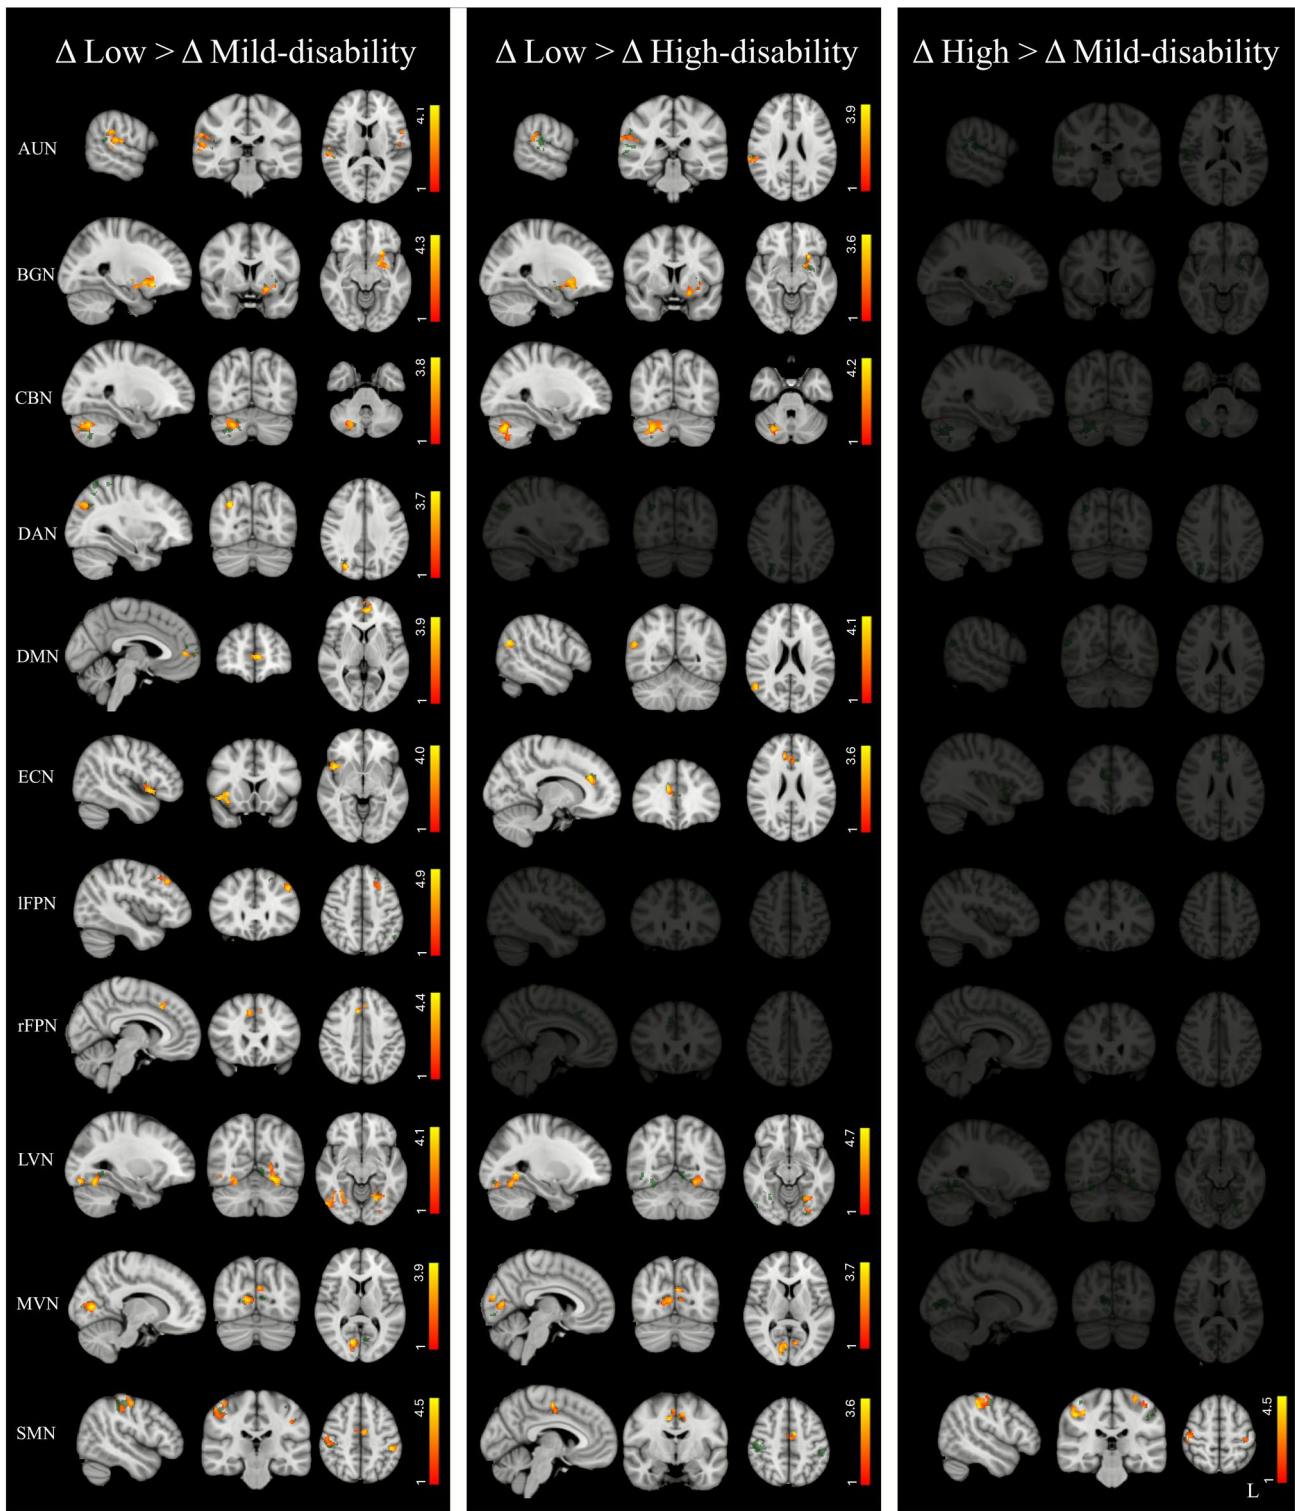 Δ Low > Δ Mild-disability
Δ Low > Δ High-disability
Δ High > Δ Mild-disability
AUN
4.1
1
3.9
1
BGN
4.3
1
3.6
1
CBN
3.8
1
4.2
1
DAN
3.7
1
DMN
3.9
1
4.1
1
ECN
4.0
1
3.6
1
lFPN
4.9
1
rFPN
4.4
1
LVN
4.1
1
4.7
1
MVN
3.9
1
3.7
1
SMN
4.5
1
3.6
1
4.5
1
L